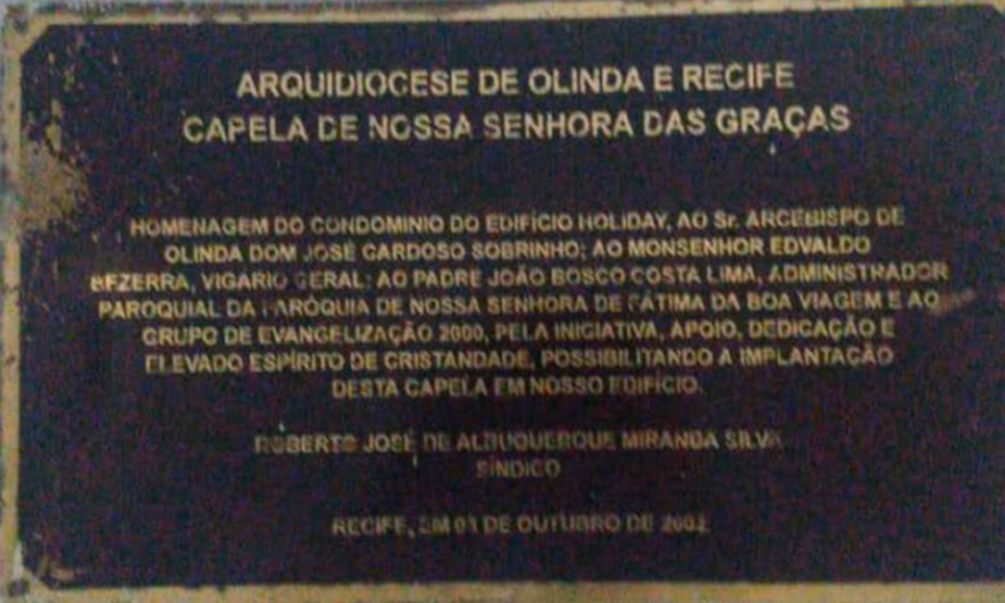 ARQUIDIOCESE DE OLINDA E RECIFE
CAPELA DE NOSSA SENHORA DAS GRAÇAS
HOMENAGEM DO CONDOMINIO DO EDIFÍCIO HOLIDAY, AO Sr. ARCEBISPO DE
OLINDA DOM JOSÉ CARDOSO SOBRINHO; AO MONSENHOR EDVALDO
BEZERRA, VIGARIO GERAL; AO PADRE JOÃO BOSCO COSTA LIMA, ADMINISTRADOR
PAROQUIAL DA PARÓQUIA DE NOSSA SENHORA DE FÁTIMA DA BOA VIAGEM E AO
GRUPO DE EVANGELIZAÇÃO 2000, PELA INICIATIVA, APOIO, DEDICAÇÃO E
ELEVADO ESPÍRITO DE CRISTANDADE, POSSIBILITANDO A IMPLANTAÇÃO
DESTA CAPELA EM NOSSO EDIFÍCIO.
ROBERTO JOSÉ DE ALBUQUERQUE MIRANDA SILVA
SÍNDICO
RECIFE, EM DE OUTUBRO DE